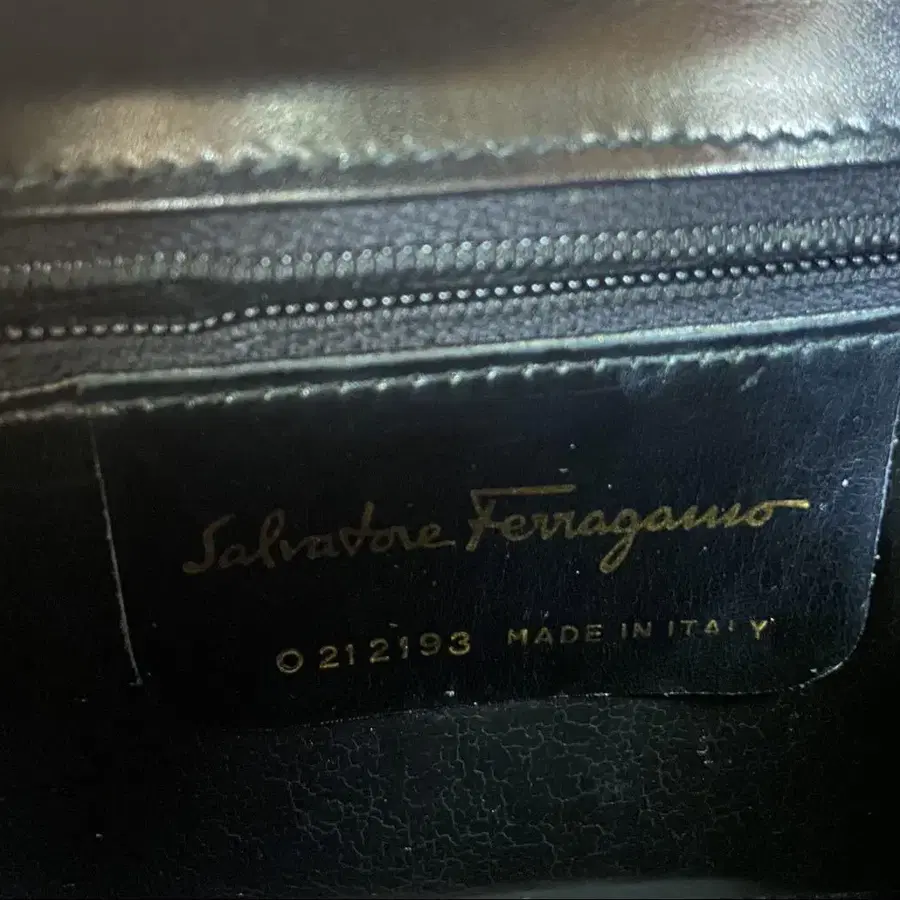 Salvatore Ferragamo
O 212193 MADE IN ITALY